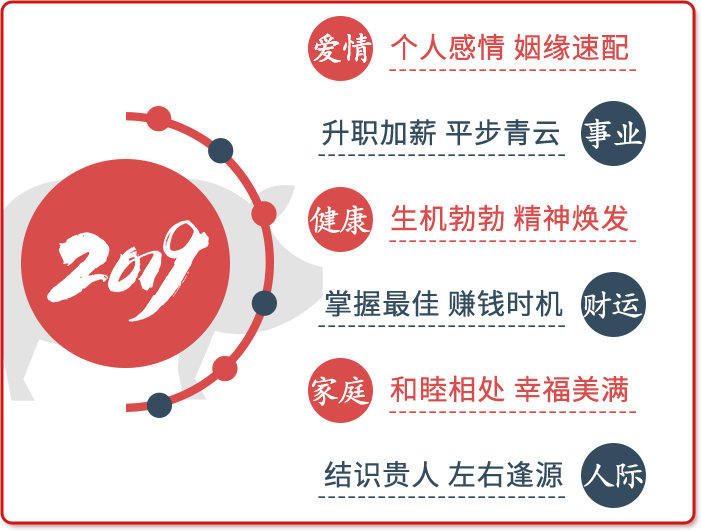 爱情 个人感情 姻缘速配
升职加薪 平步青云 事业
健康 生机勃勃 精神焕发
2019
掌握最佳 赚钱时机 财运
家庭 和睦相处 幸福美满
结识贵人 左右逢源 人际